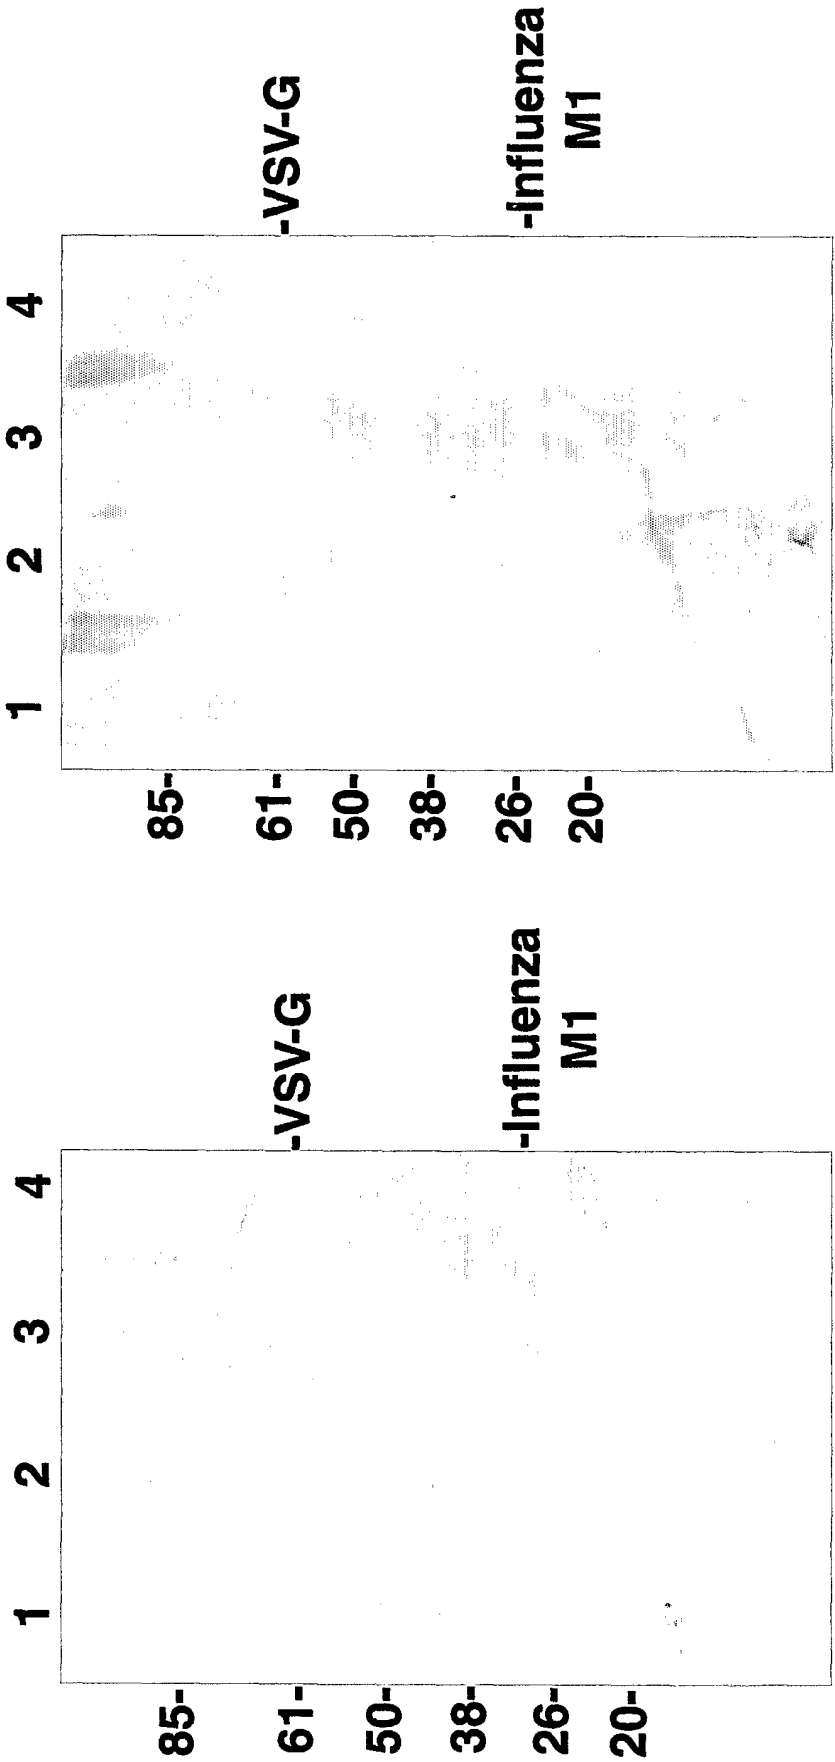 1 2 3 4
85-
61-
50-
38-
26-
20-
-VSV-G
-Influenza
M1
1 2 3 4
85-
61-
50-
38-
26-
20-
-VSV-G
-Influenza
M1